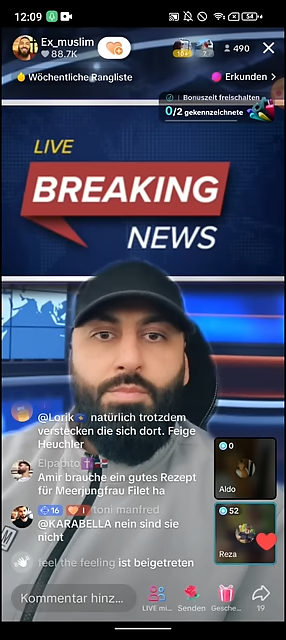 12:09
54
Ex_muslim
88.7K
490
Wöchentliche Rangliste
Erkunden >
Bonuszeit freischalten
0/2 gekennzeichnete
LIVE
BREAKING
NEWS
@Lorik natürlich trotzdem
verstecken die sich dort. Feige
Heuchler
Elpapito
Amir brauche ein gutes Rezept
für Meerjungfrau Filet ha
16 I toni manfred
@KARABELLA nein sind sie
nicht
feel the feeling ist beigetreten
0
Aldo
52
Reza
Kommentar hinz...
LIVE mi...
Senden
Gesche...
19